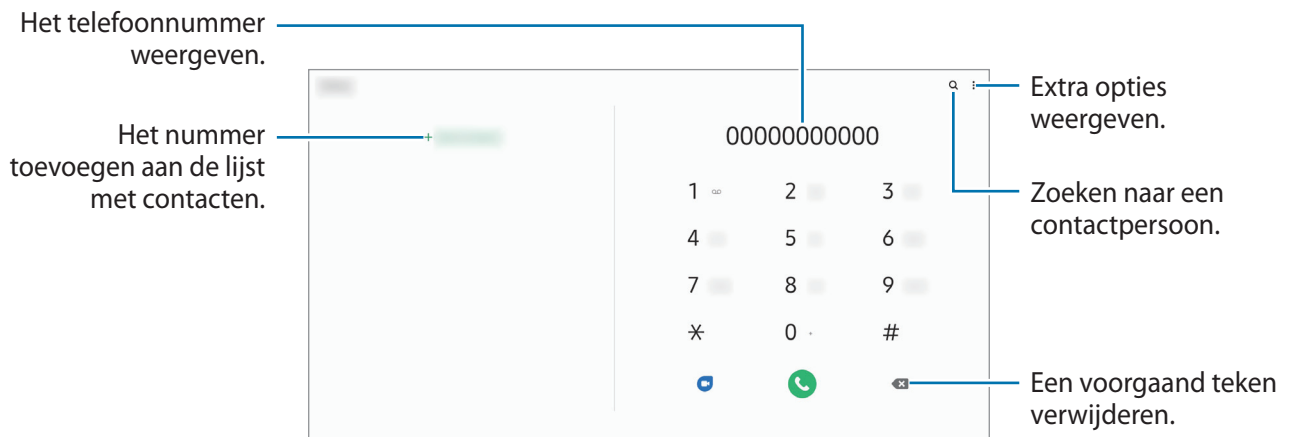 Het telefoonnummer
weergeven.
Het nummer
toevoegen aan de lijst
met contacten.
00000000000
1 2 3
4 5 6
7 8 9
* 0 #
Extra opties
weergeven.
Zoeken naar een
contactpersoon.
Een voorgaand teken
verwijderen.